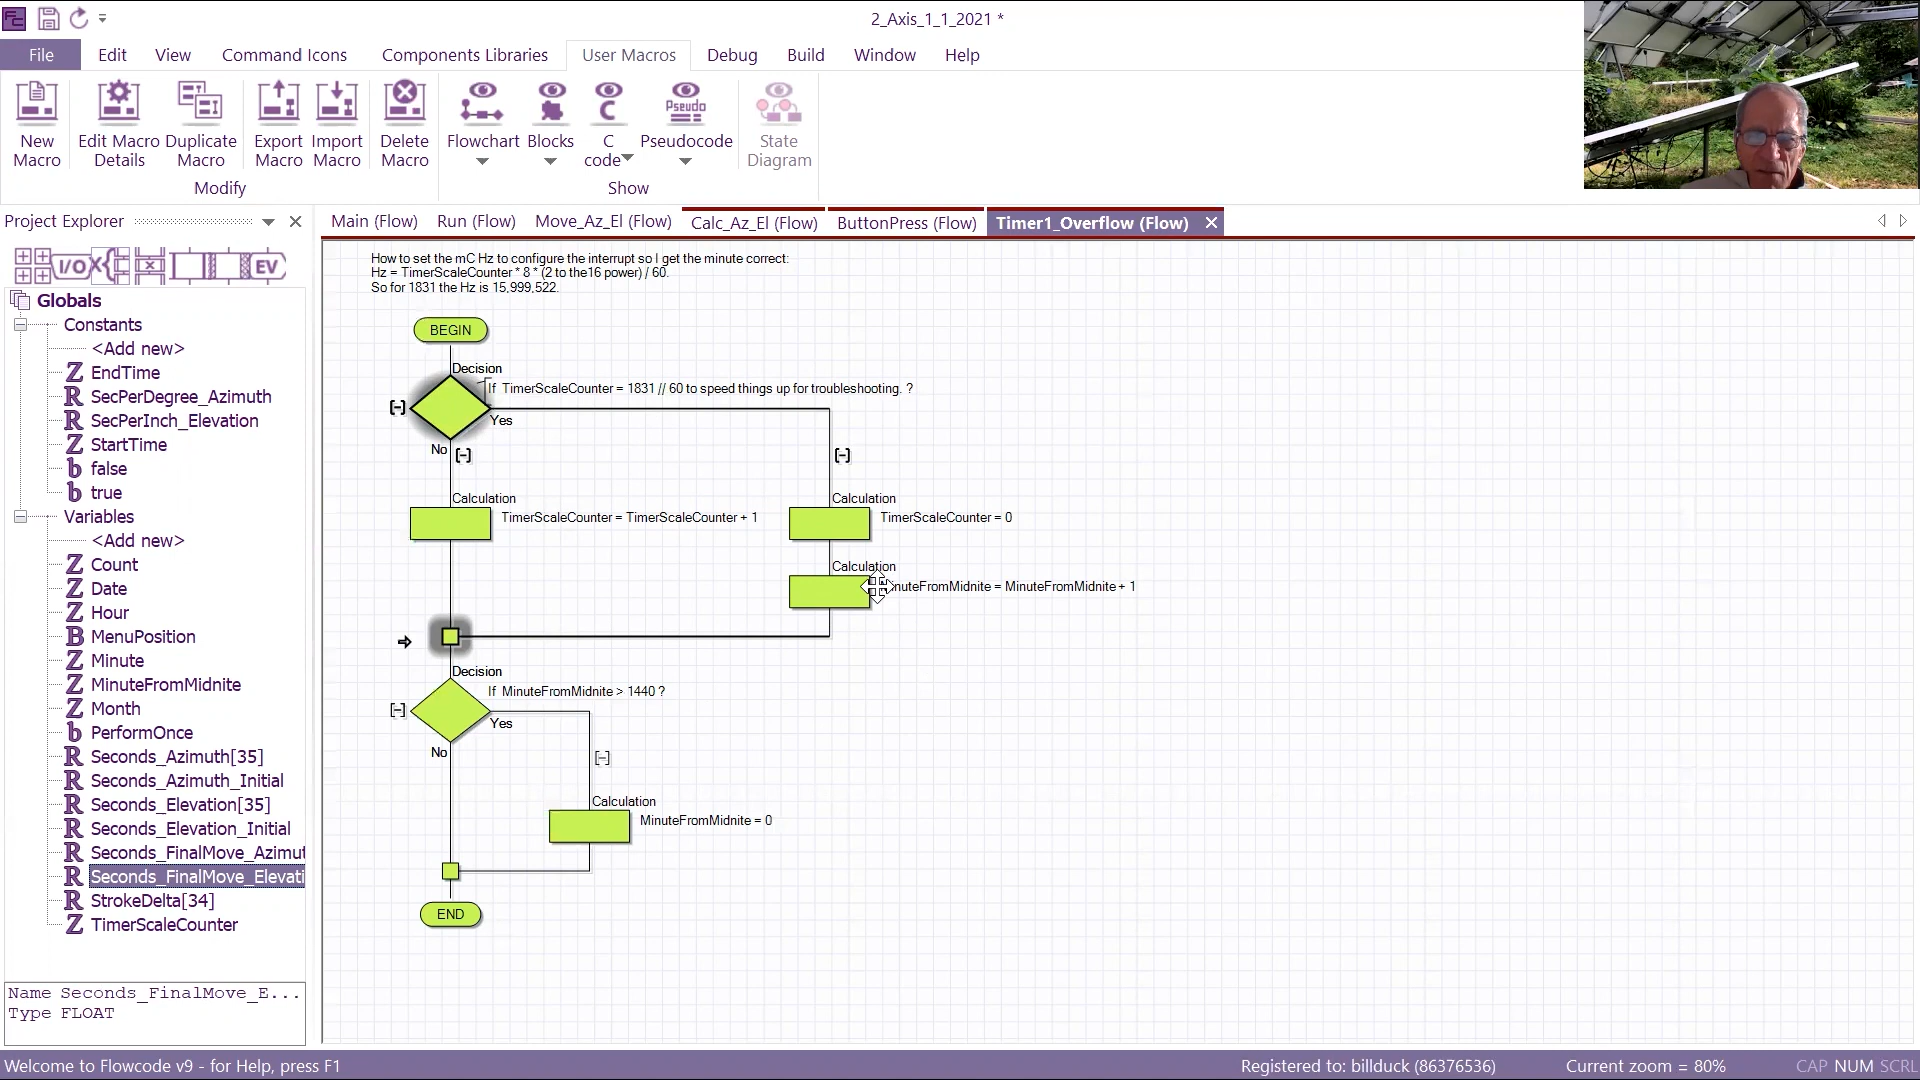 FC
2_Axis_1_1_2021 *
File Edit View Command Icons Components Libraries User Macros Debug Build Window Help
New Macro
Edit Macro Details
Duplicate Macro
Export Macro
Import Macro
Delete Macro
Flowchart
Blocks
C code
Pseudo
Pseudocode
State Diagram
Modify
Show
Project Explorer
Main (Flow) Run (Flow) Move_Az_El (Flow) Calc_Az_El (Flow) ButtonPress (Flow) Timer1_Overflow (Flow)
I/O X EV
Globals
Constants
<Add new>
Z EndTime
R SecPerDegree_Azimuth
R SecPerInch_Elevation
Z StartTime
b false
b true
Variables
<Add new>
Z Count
Z Date
Z Hour
B MenuPosition
Z Minute
Z MinuteFromMidnite
Z Month
b PerformOnce
R Seconds_Azimuth[35]
R Seconds_Azimuth_Initial
R Seconds_Elevation[35]
R Seconds_Elevation_Initial
R Seconds_FinalMove_Azimut
R Seconds_FinalMove_Elevati
R StrokeDelta[34]
Z TimerScaleCounter
Name Seconds_FinalMove_E...
Type FLOAT
How to set the mC Hz to configure the interrupt so I get the minute correct:
Hz = TimerScaleCounter * 8 * (2 to the16 power) / 60.
So for 1831 the Hz is 15,999,522.
BEGIN
Decision
If TimerScaleCounter = 1831 // 60 to speed things up for troubleshooting. ?
Yes
No
Calculation
TimerScaleCounter = TimerScaleCounter + 1
Calculation
TimerScaleCounter = 0
Calculation
nuteFromMidnite = MinuteFromMidnite + 1
Decision
If MinuteFromMidnite > 1440 ?
Yes
No
Calculation
MinuteFromMidnite = 0
END
Welcome to Flowcode v9 - for Help, press F1
Registered to: billduck (86376536)
Current zoom = 80%
CAP NUM SCRL